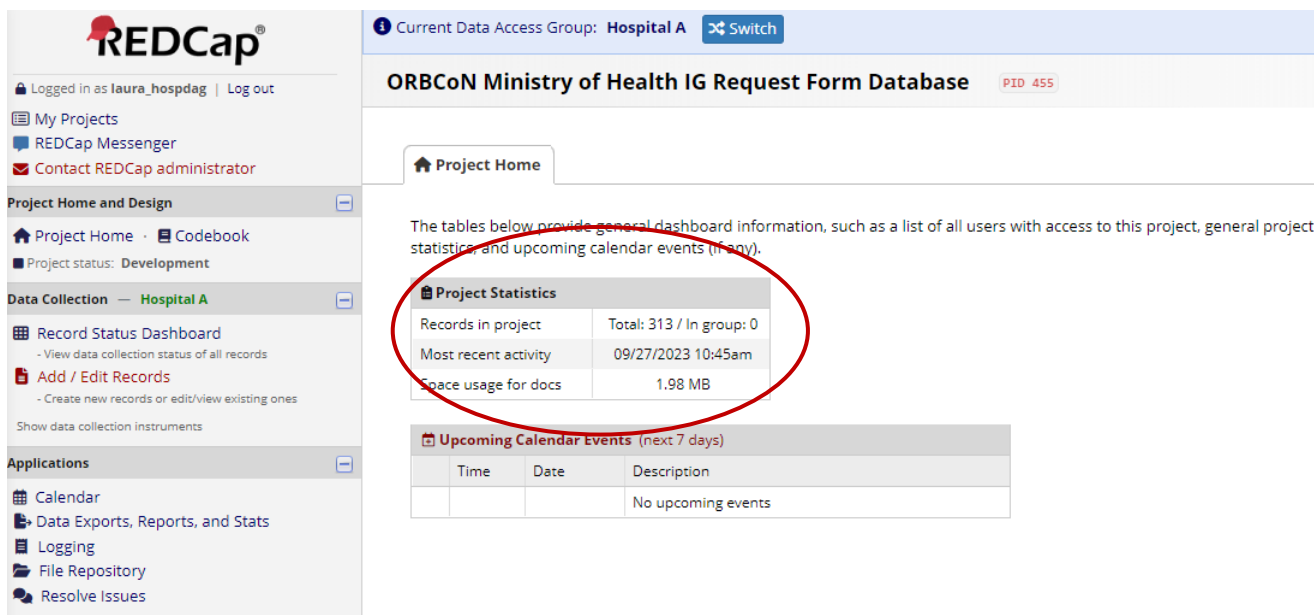 REDCap®
Logged in as laura_hospdag | Log out
My Projects
REDCap Messenger
Contact REDCap administrator
Project Home and Design
Project Home · Codebook
Project status: Development
Data Collection — Hospital A
Record Status Dashboard
- View data collection status of all records
Add / Edit Records
- Create new records or edit/view existing ones
Show data collection instruments
Applications
Calendar
Data Exports, Reports, and Stats
Logging
File Repository
Resolve Issues
Current Data Access Group: Hospital A Switch
ORBCoN Ministry of Health IG Request Form Database PID 455
Project Home
The tables below provide general dashboard information, such as a list of all users with access to this project, general project
statistics, and upcoming calendar events (if any).
Project Statistics
Records in project Total: 313 / In group: 0
Most recent activity 09/27/2023 10:45am
Space usage for docs 1.98 MB
Upcoming Calendar Events (next 7 days)
Time Date Description
No upcoming events